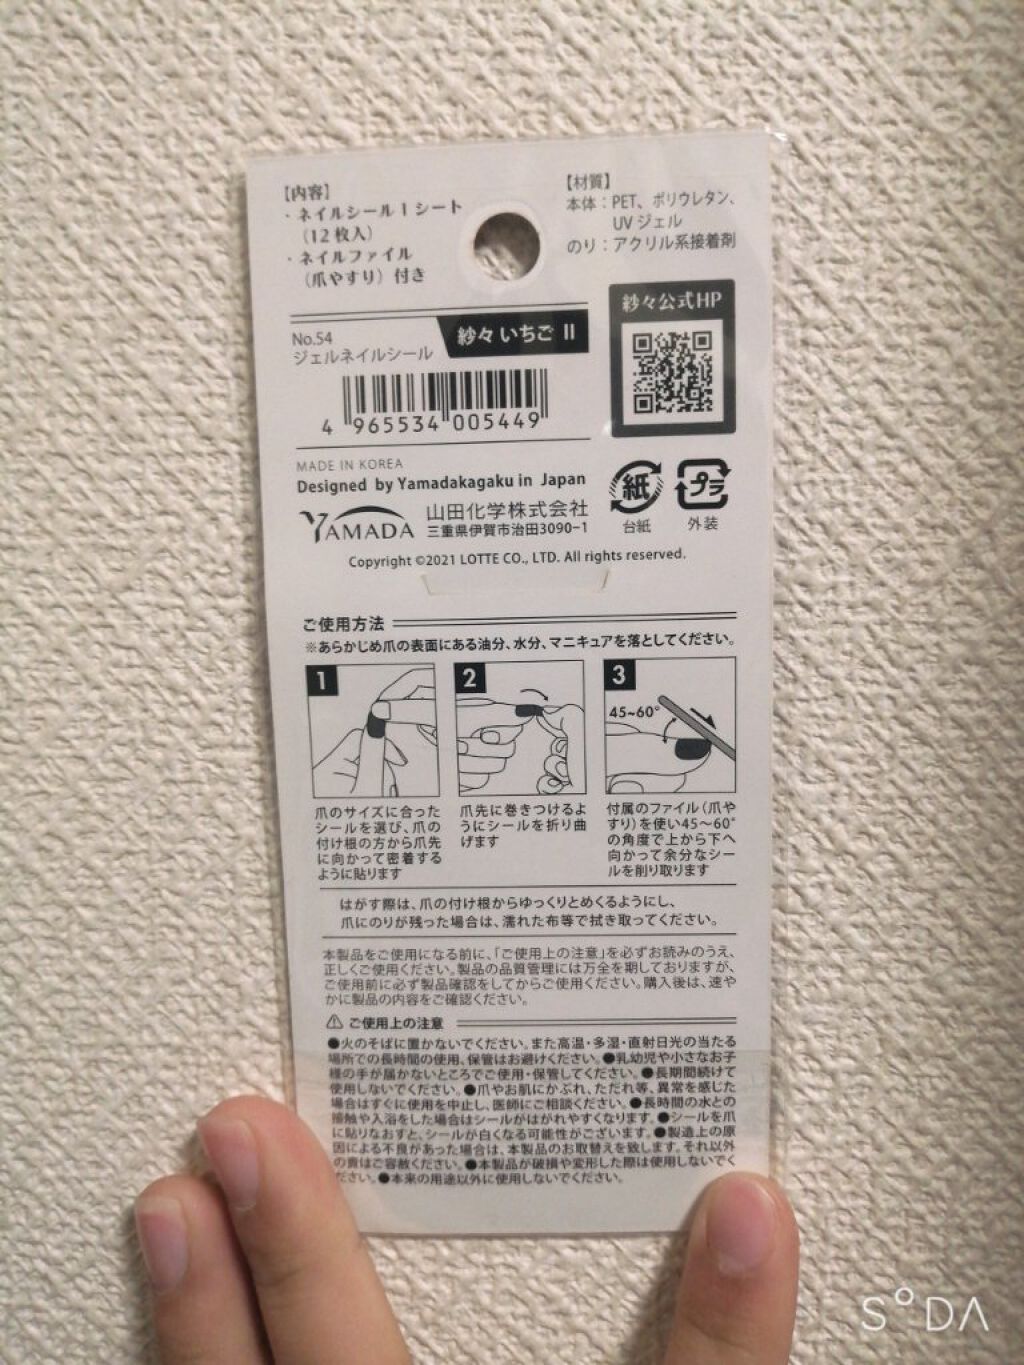 【内容】
・ネイルシール1シート
（12枚入）
・ネイルファイル
（爪やすり）付き
【材質】
本体：PET、ポリウレタン、
UVジェル
のり：アクリル系接着剤
紗々公式HP
No.54
ジェルネイルシール
紗々 いちご II
4 965534 005449
MADE IN KOREA
Designed by Yamadakagaku in Japan
YAMADA
山田化学株式会社
三重県伊賀市治田3090-1
紙
台紙
プラ
外装
Copyright ©2021 LOTTE CO., LTD. All rights reserved.
ご使用方法
※あらかじめ爪の表面にある油分、水分、マニキュアを落としてください。
1
爪のサイズに合った
シールを選び、爪の
付け根の方から爪先
に向かって密着する
ように貼ります
2
爪先に巻きつけるよ
うにシールを折り曲
げます
3
45~60°
付属のファイル（爪や
すり）を使い45～60°
の角度で上から下へ
向かって余分なシー
ルを削り取ります
はがす際は、爪の付け根からゆっくりとめくるようにし、
爪にのりが残った場合は、濡れた布等で拭き取ってください。
本製品をご使用になる前に、「ご使用上の注意」を必ずお読みのうえ、
正しくご使用ください。製品の品質管理には万全を期しておりますが、
ご使用前に必ず製品確認をしてからご使用ください。購入後は、速や
かに製品の内容をご確認ください。
⚠ ご使用上の注意
●火のそばに置かないでください。また高温・多湿・直射日光の当たる
場所での長時間の使用、保管はお避けください。●乳幼児や小さなお子
様の手が届かないところでご使用・保管してください。●長期間続けて
使用しないでください。●爪やお肌にかぶれ、ただれ等、異常を感じた
場合はすぐに使用を中止し、医師にご相談ください。●長時間の水との
接触や入浴をした場合はシールがはがれやすくなります。●シールを爪
に貼りなおすと、シールが白くなる可能性がございます。●製造上の原
因による不良があった場合は、本製品のお取替えを致します。それ以外
の責はご容赦ください。●本製品が破損や変形した際は使用しないでく
ださい。●本来の用途以外に使用しないでください。
SODA